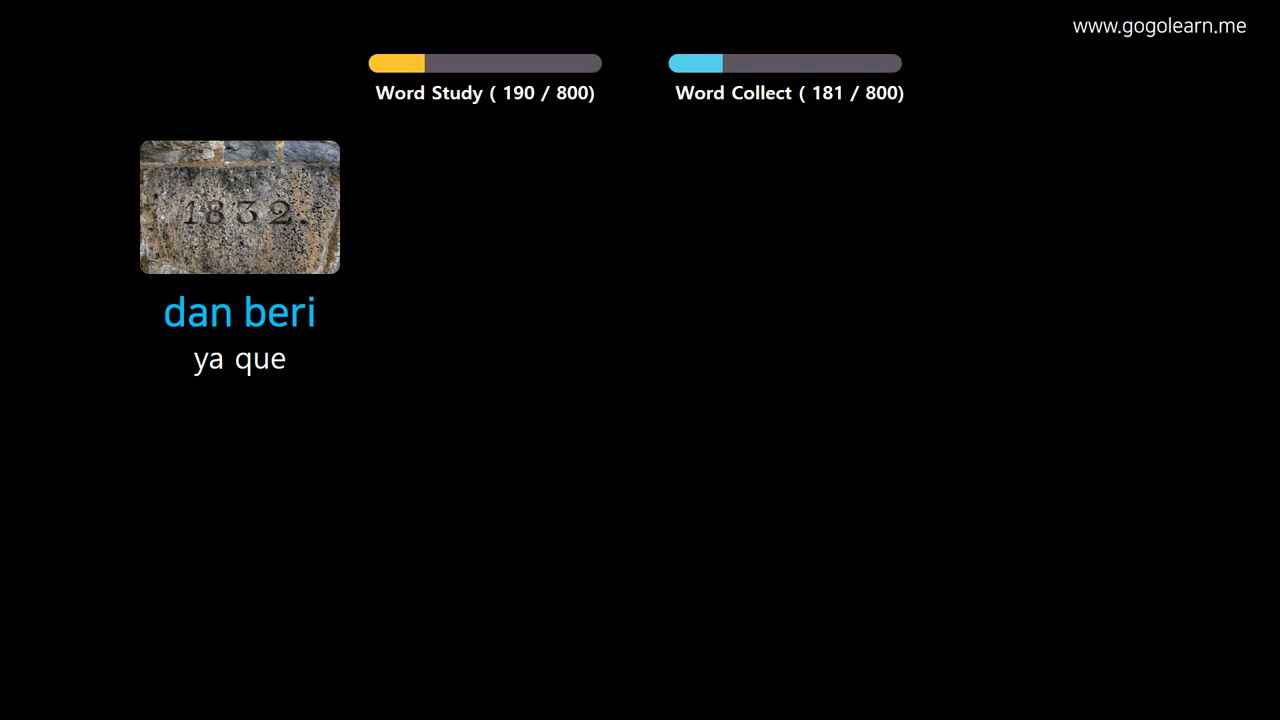 www.gogolearn.me
Word Study ( 190 / 800)
Word Collect ( 181 / 800)
1832.
dan beri
ya que